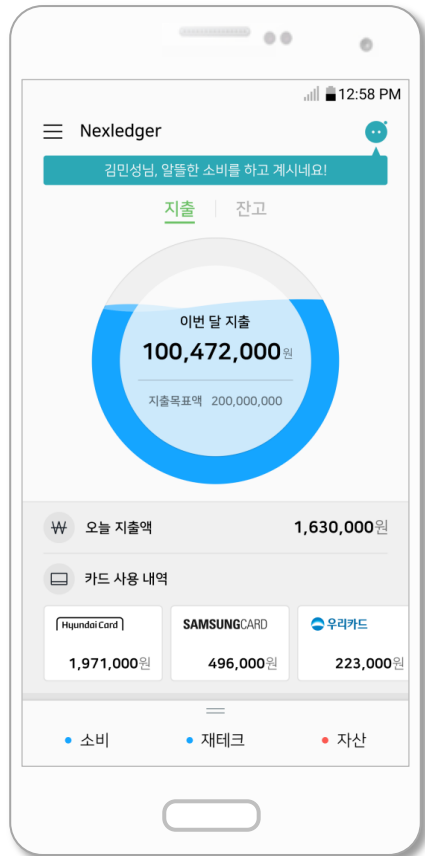 12:58 PM
Nexledger
김민성님, 알뜰한 소비를 하고 계시네요!
지출 잔고
이번 달 지출
100,472,000원
지출목표액 200,000,000
₩ 오늘 지출액 1,630,000원
카드 사용 내역
HyundaiCard SAMSUNGCARD 우리카드
1,971,000원 496,000원 223,000원
소비 재테크 자산